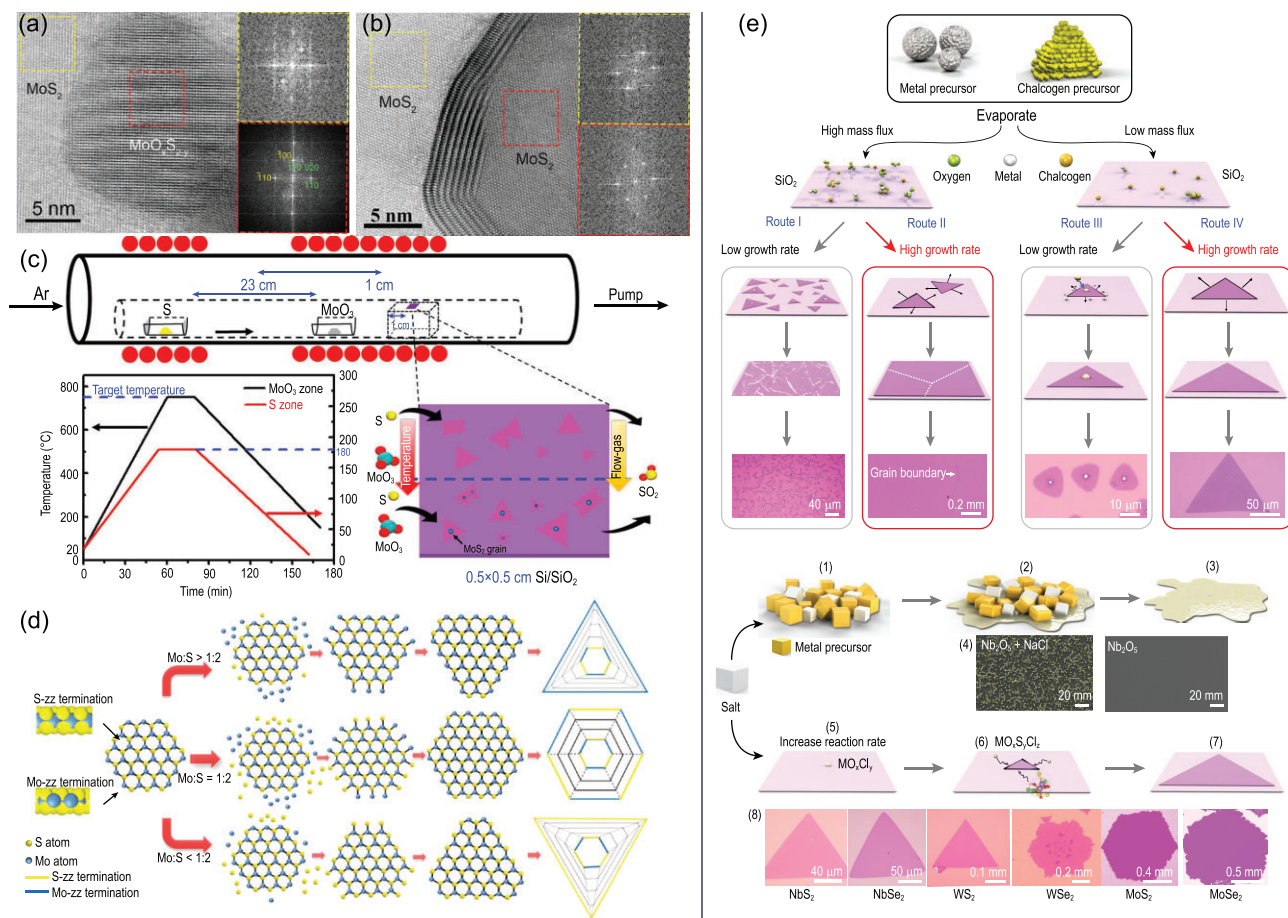 (a)
MoS₂
MoOₓS₂₋ᵧ
5 nm
100
020
110
110
(b)
MoS₂
MoS₂
5 nm
(c)
Ar
23 cm
1 cm
S
MoO₃
1 cm
Pump
Target temperature
MoO₃ zone
S zone
Temperature (°C)
800
600
400
200
20
0
300
250
200
180
150
100
50
0
0 30 60 90 120 150 180
Time (min)
S
MoO₃
S
MoO₃
Temperature
Flow-gas
SO₂
MoS₂ grain
0.5×0.5 cm Si/SiO₂
(d)
S-zz termination
Mo-zz termination
Mo:S > 1:2
Mo:S = 1:2
Mo:S < 1:2
S atom
Mo atom
S-zz termination
Mo-zz termination
(e)
Metal precursor
Chalcogen precursor
Evaporate
High mass flux
Low mass flux
SiO₂
Oxygen
Metal
Chalcogen
SiO₂
Route I
Route II
Route III
Route IV
Low growth rate
High growth rate
Low growth rate
High growth rate
40 μm
Grain boundary
0.2 mm
10 μm
50 μm
(1)
(2)
(3)
Metal precursor
(4)
Nb₂O₅ + NaCl
20 mm
Nb₂O₅
20 mm
Salt
(5)
Increase reaction rate
MOₓClᵧ
(6)
MOₓSᵧCl₂
(7)
(8)
40 μm
50 μm
0.1 mm
0.2 mm
0.4 mm
0.5 mm
NbS₂
NbSe₂
WS₂
WSe₂
MoS₂
MoSe₂